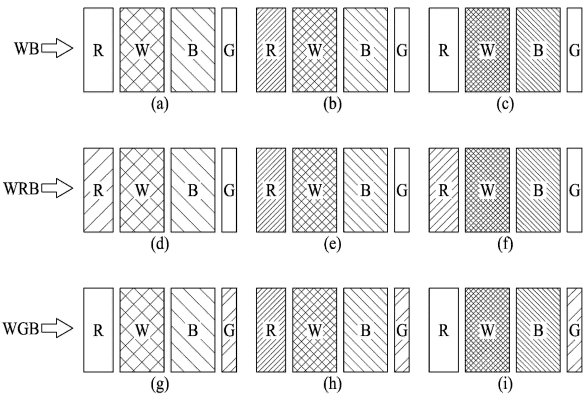 WB R W B G R W B G R W B G
(a) (b) (c)
WRB R W B G R W B G R W B G
(d) (e) (f)
WGB R W B G R W B G R W B G
(g) (h) (i)